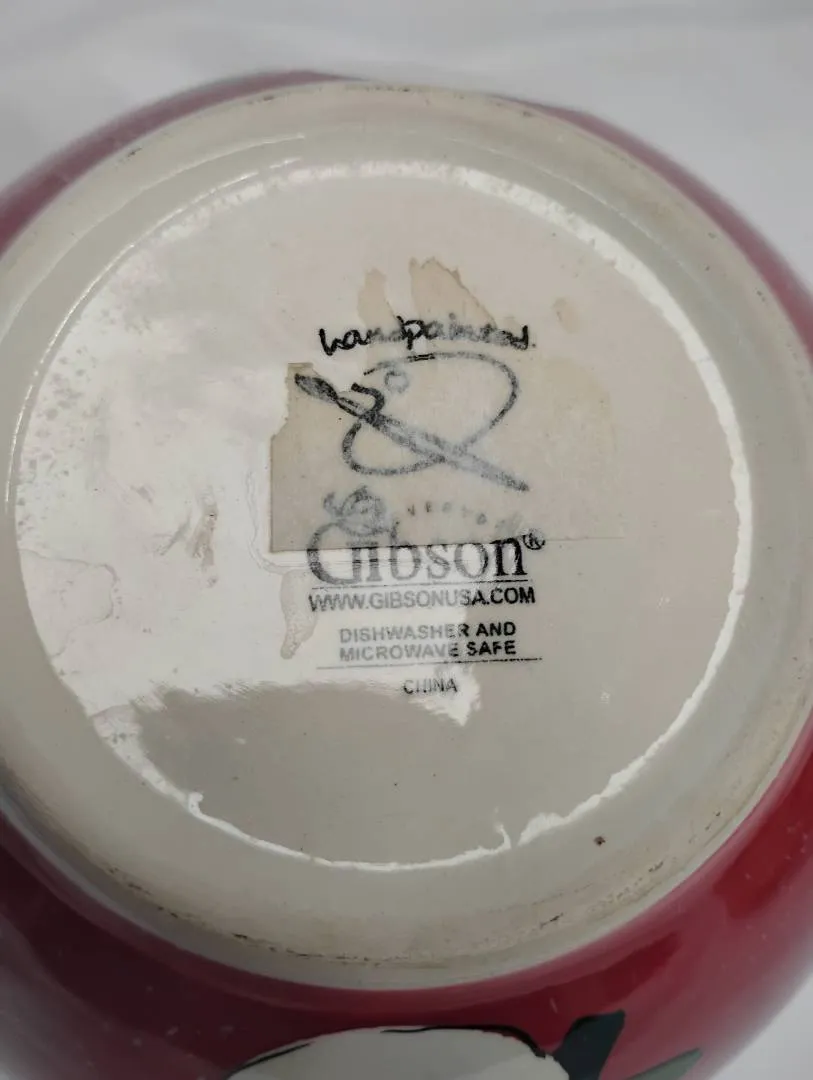 handpainted.
Gibson®
WWW.GIBSONUSA.COM
DISHWASHER AND
MICROWAVE SAFE
CHINA